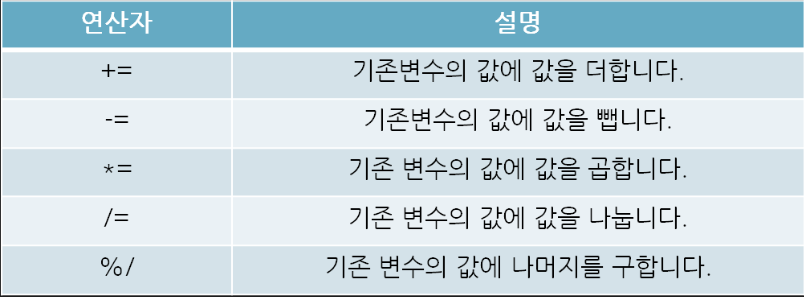 연산자 설명
+= 기존변수의 값에 값을 더합니다.
-= 기존변수의 값에 값을 뺍니다.
*= 기존 변수의 값에 값을 곱합니다.
/= 기존 변수의 값에 값을 나눕니다.
%/ 기존 변수의 값에 나머지를 구합니다.